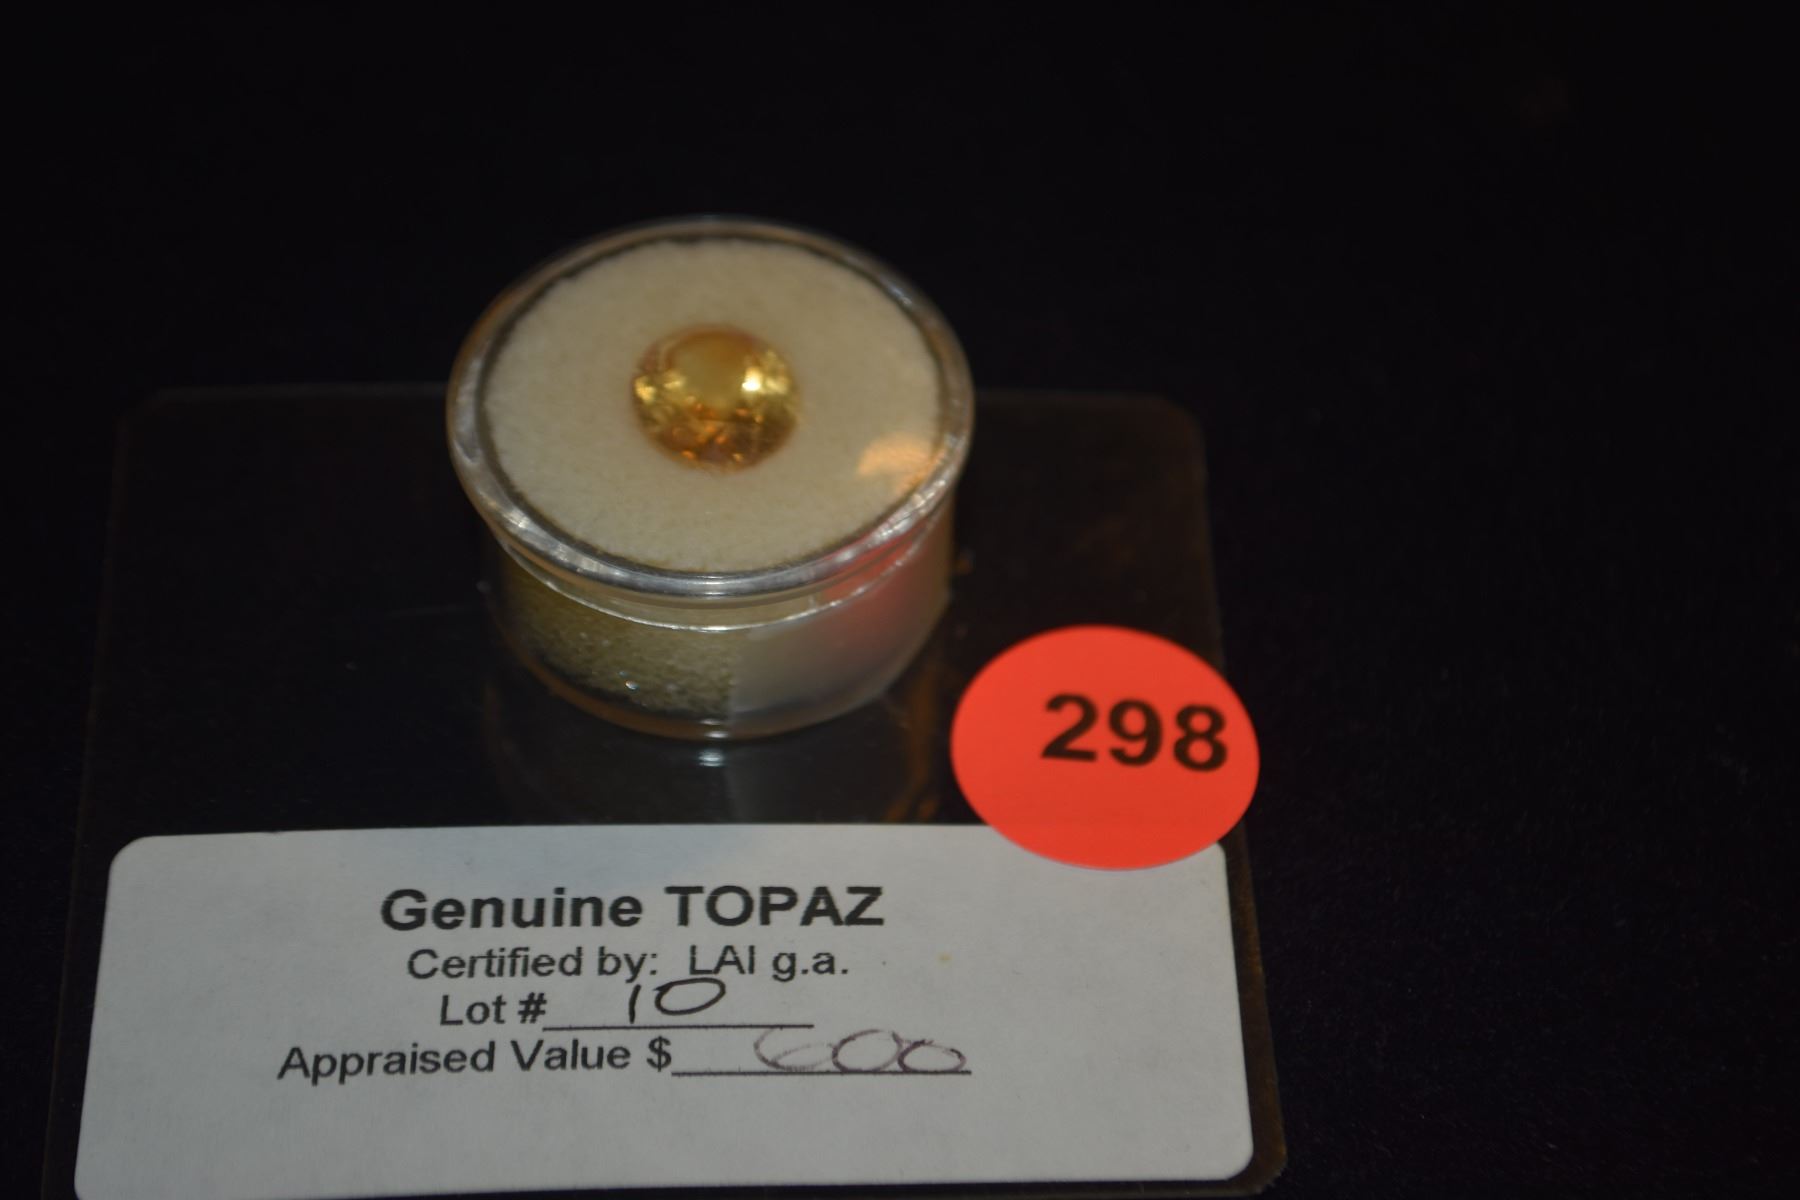 298
Genuine TOPAZ
Certified by: LAI g.a.
Lot # 10
Appraised Value $ 600